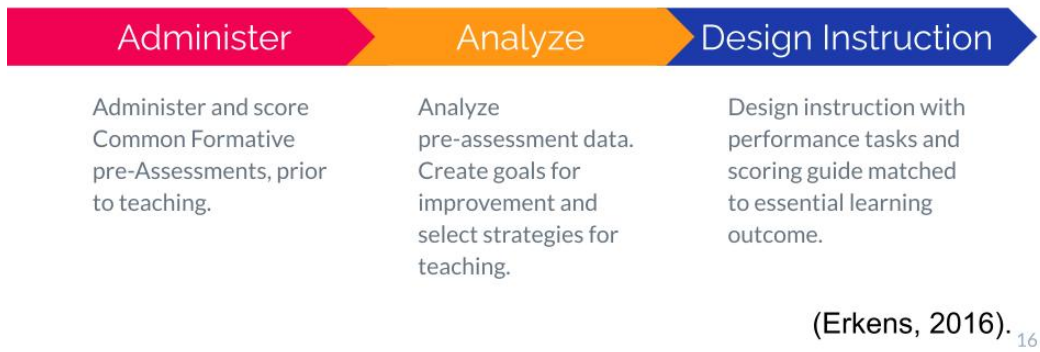 Administer
Analyze
Design Instruction
Administer and score
Common Formative
pre-Assessments, prior
to teaching.
Analyze
pre-assessment data.
Create goals for
improvement and
select strategies for
teaching.
Design instruction with
performance tasks and
scoring guide matched
to essential learning
outcome.
(Erkens, 2016).
16